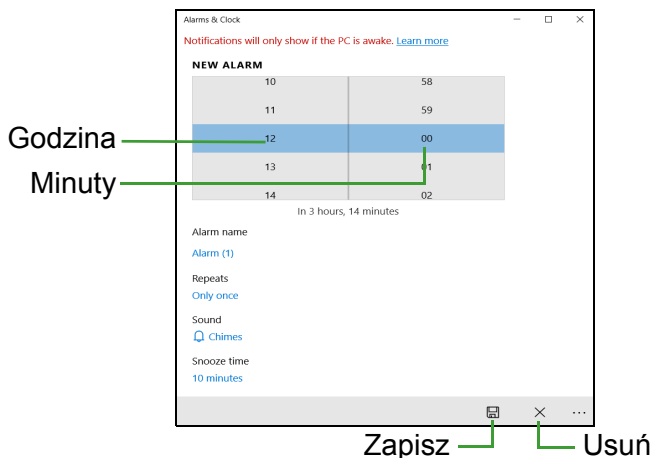 Alarms & Clock
Notifications will only show if the PC is awake. Learn more
NEW ALARM
10 58
11 59
Godzina 12 00
Minuty 13 01
14 02
In 3 hours, 14 minutes
Alarm name
Alarm (1)
Repeats
Only once
Sound
Chimes
Snooze time
10 minutes
Zapisz Usuń